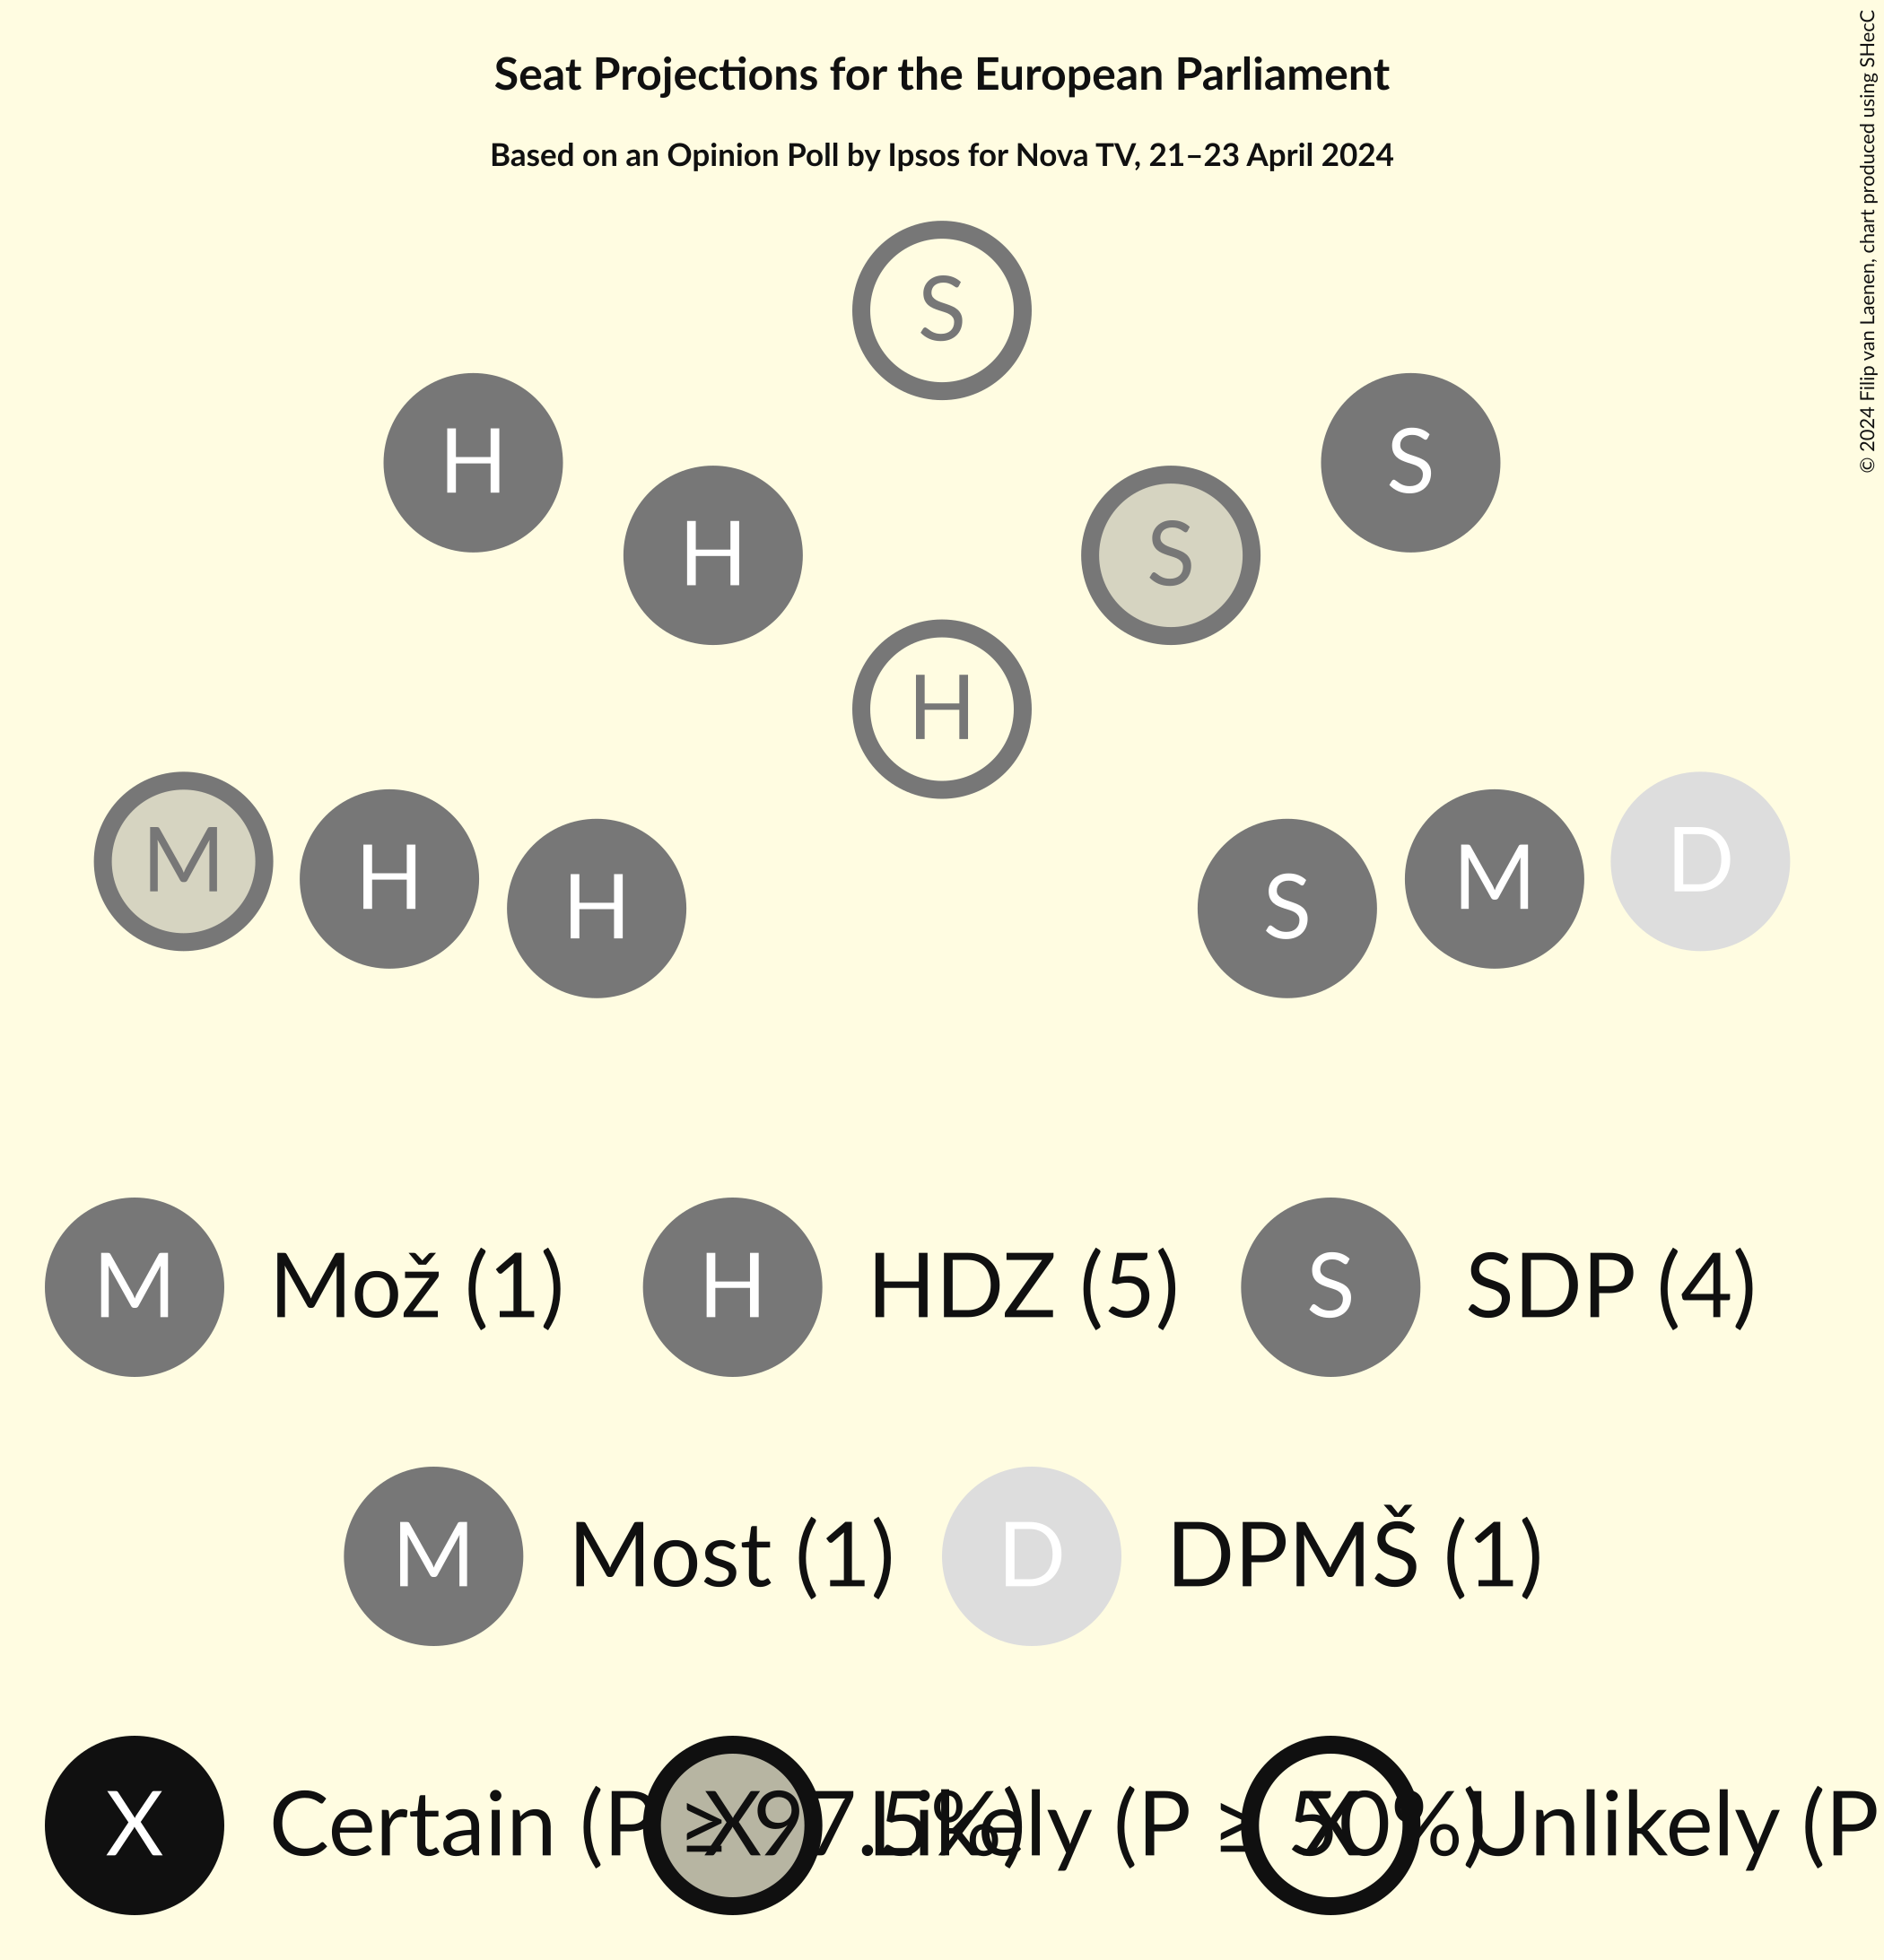 Seat Projections for the European Parliament
Based on an Opinion Poll by Ipsos for Nova TV, 21–23 April 2024
© 2024 Filip van Laenen, chart produced using SHecC
S
H
S
H
S
H
M
H
H
S
M
D
M Mož (1)
H HDZ (5)
S SDP (4)
M Most (1)
D DPMŠ (1)
X Certain (P ≥ 97.5%)
X Likely (P ≥ 50%)
X Unlikely (P